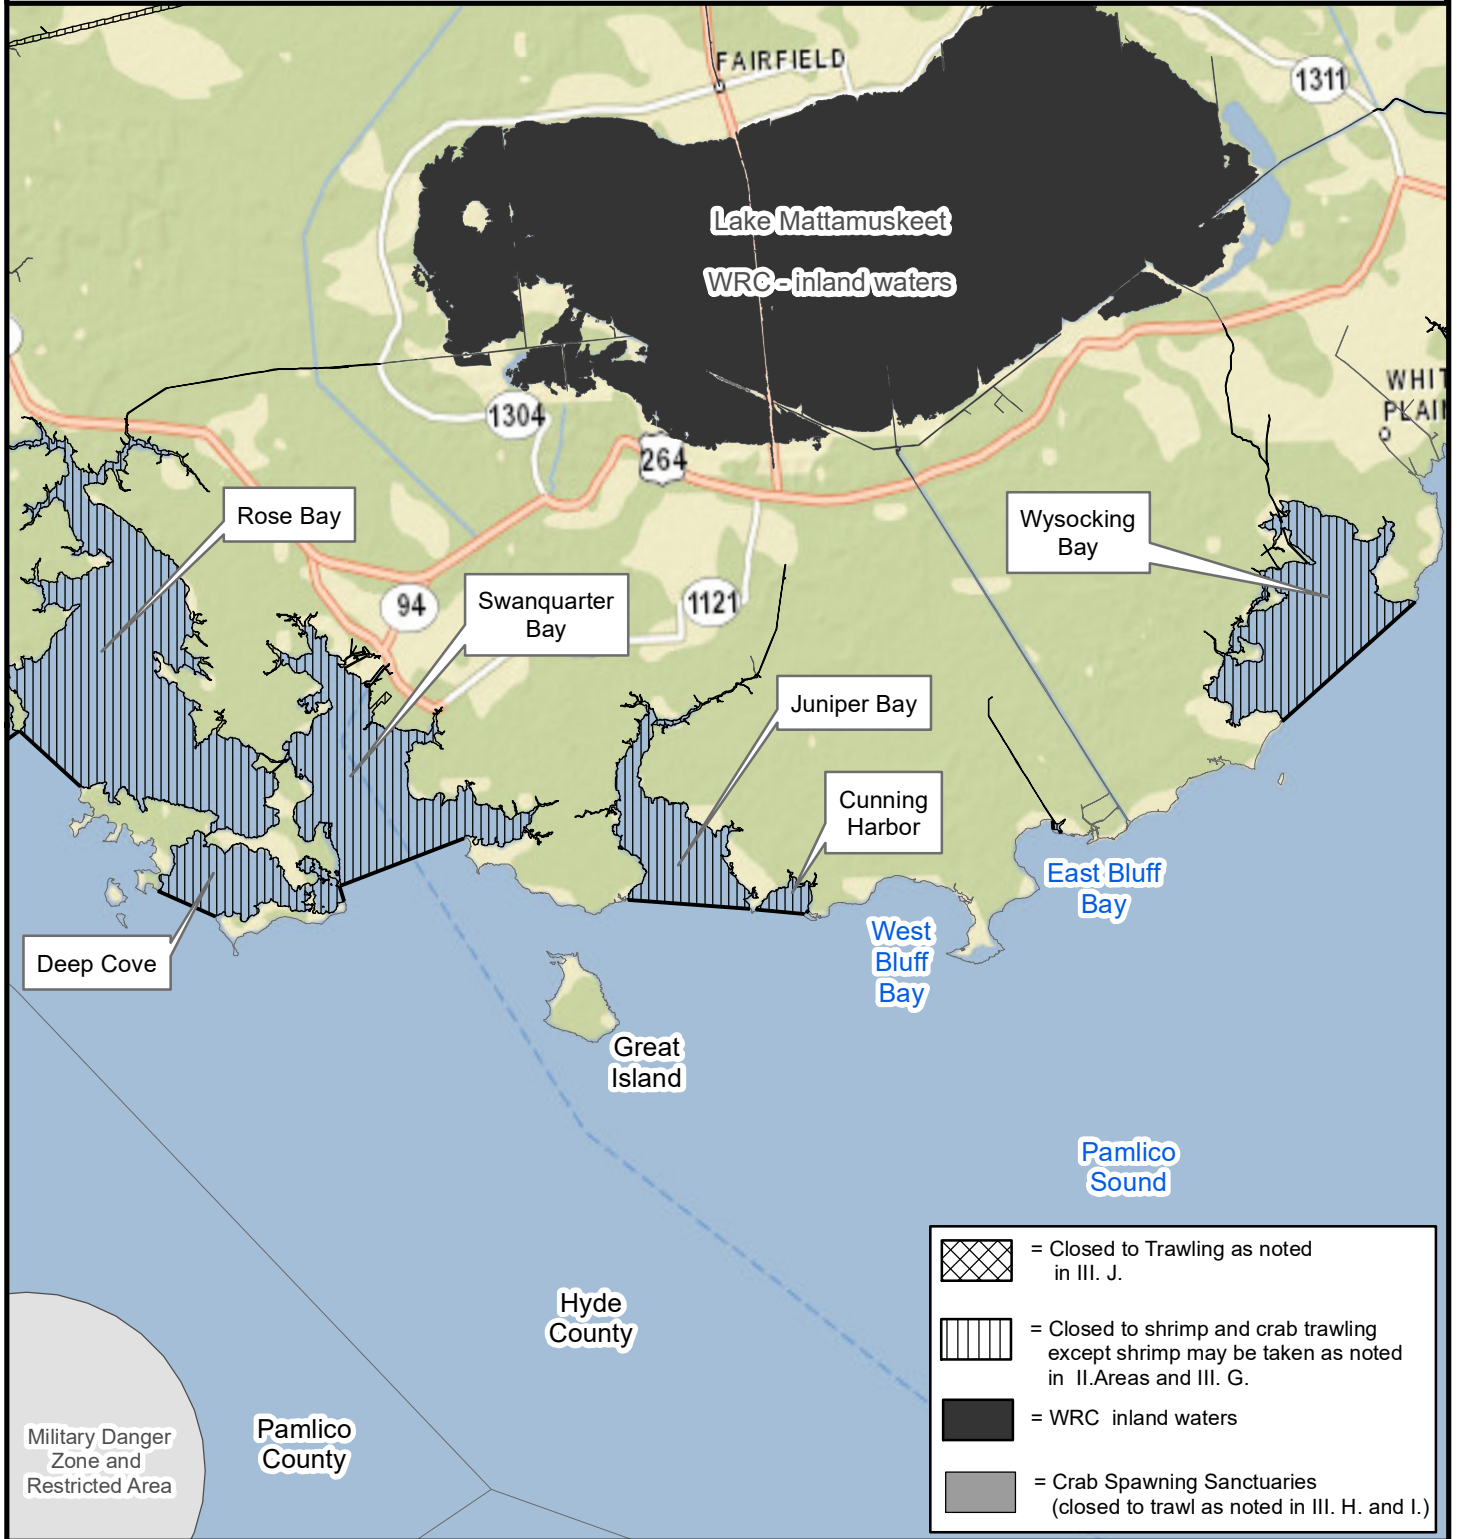 FAIRFIELD
1311
Lake Mattamuskeet
WRC - inland waters
WHIT
PLAIN
1304
264
Rose Bay
Wysocking
Bay
94
Swanquarter
Bay
1121
Juniper Bay
Cunning
Harbor
East Bluff
Bay
West
Bluff
Bay
Deep Cove
Great
Island
Pamlico
Sound
= Closed to Trawling as noted
in III. J.
= Closed to shrimp and crab trawling
except shrimp may be taken as noted
in II.Areas and III. G.
= WRC inland waters
= Crab Spawning Sanctuaries
(closed to trawl as noted in III. H. and I.)
Hyde
County
Pamlico
County
Military Danger
Zone and
Restricted Area